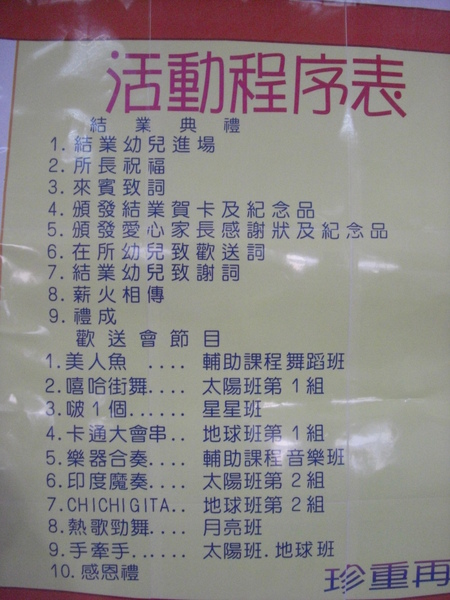 活動程序表
結業典禮
1.結業幼兒進場
2.所長祝福
3.來賓致詞
4.頒發結業賀卡及紀念品
5.頒發愛心家長感謝狀及紀念品
6.在所幼兒致歡送詞
7.結業幼兒致謝詞
8.薪火相傳
9.禮成
歡送會節目
1.美人魚 .... 輔助課程舞蹈班
2.嘻哈街舞.... 太陽班第1組
3.啵1個...... 星星班
4.卡通大會串.. 地球班第1組
5.樂器合奏.... 輔助課程音樂班
6.印度魔奏.... 太陽班第2組
7.CHICHIGITA.. 地球班第2組
8.熱歌勁舞.... 月亮班
9.手牽手...... 太陽班.地球班
10.感恩禮
珍重再